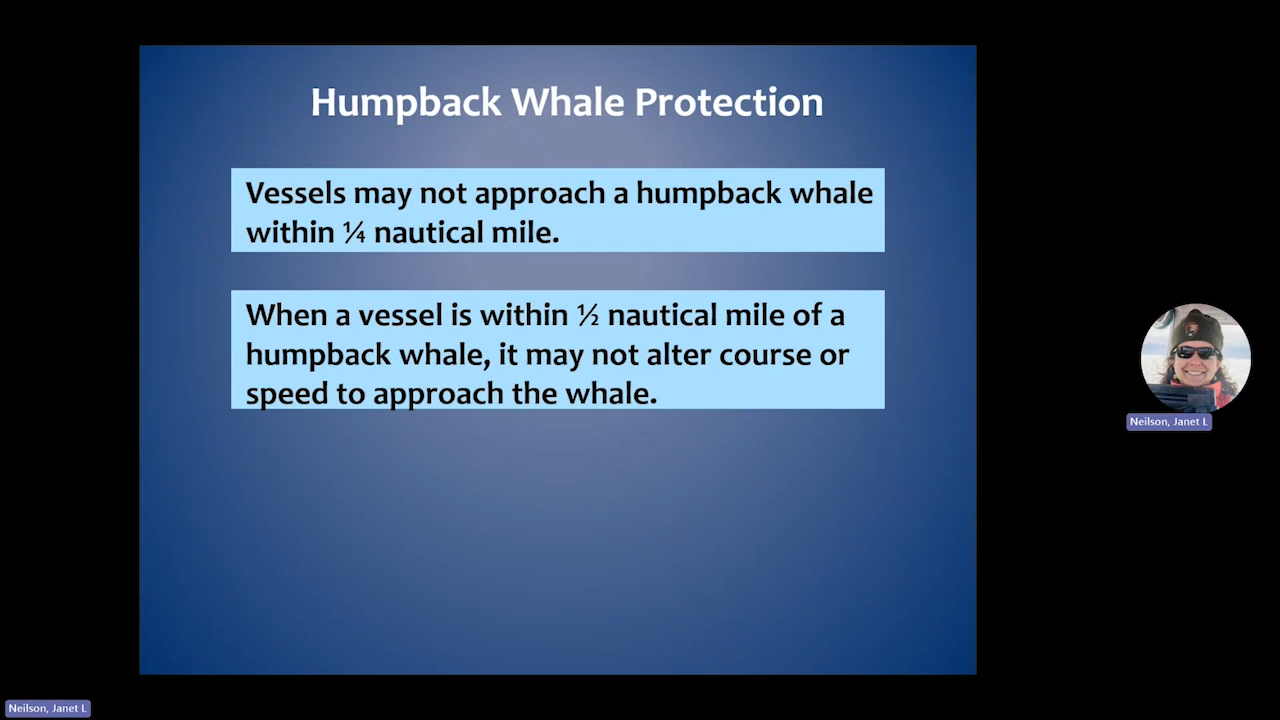 Humpback Whale Protection
Vessels may not approach a humpback whale
within ¼ nautical mile.
When a vessel is within ½ nautical mile of a
humpback whale, it may not alter course or
speed to approach the whale.
Neilson, Janet L
Neilson, Janet L